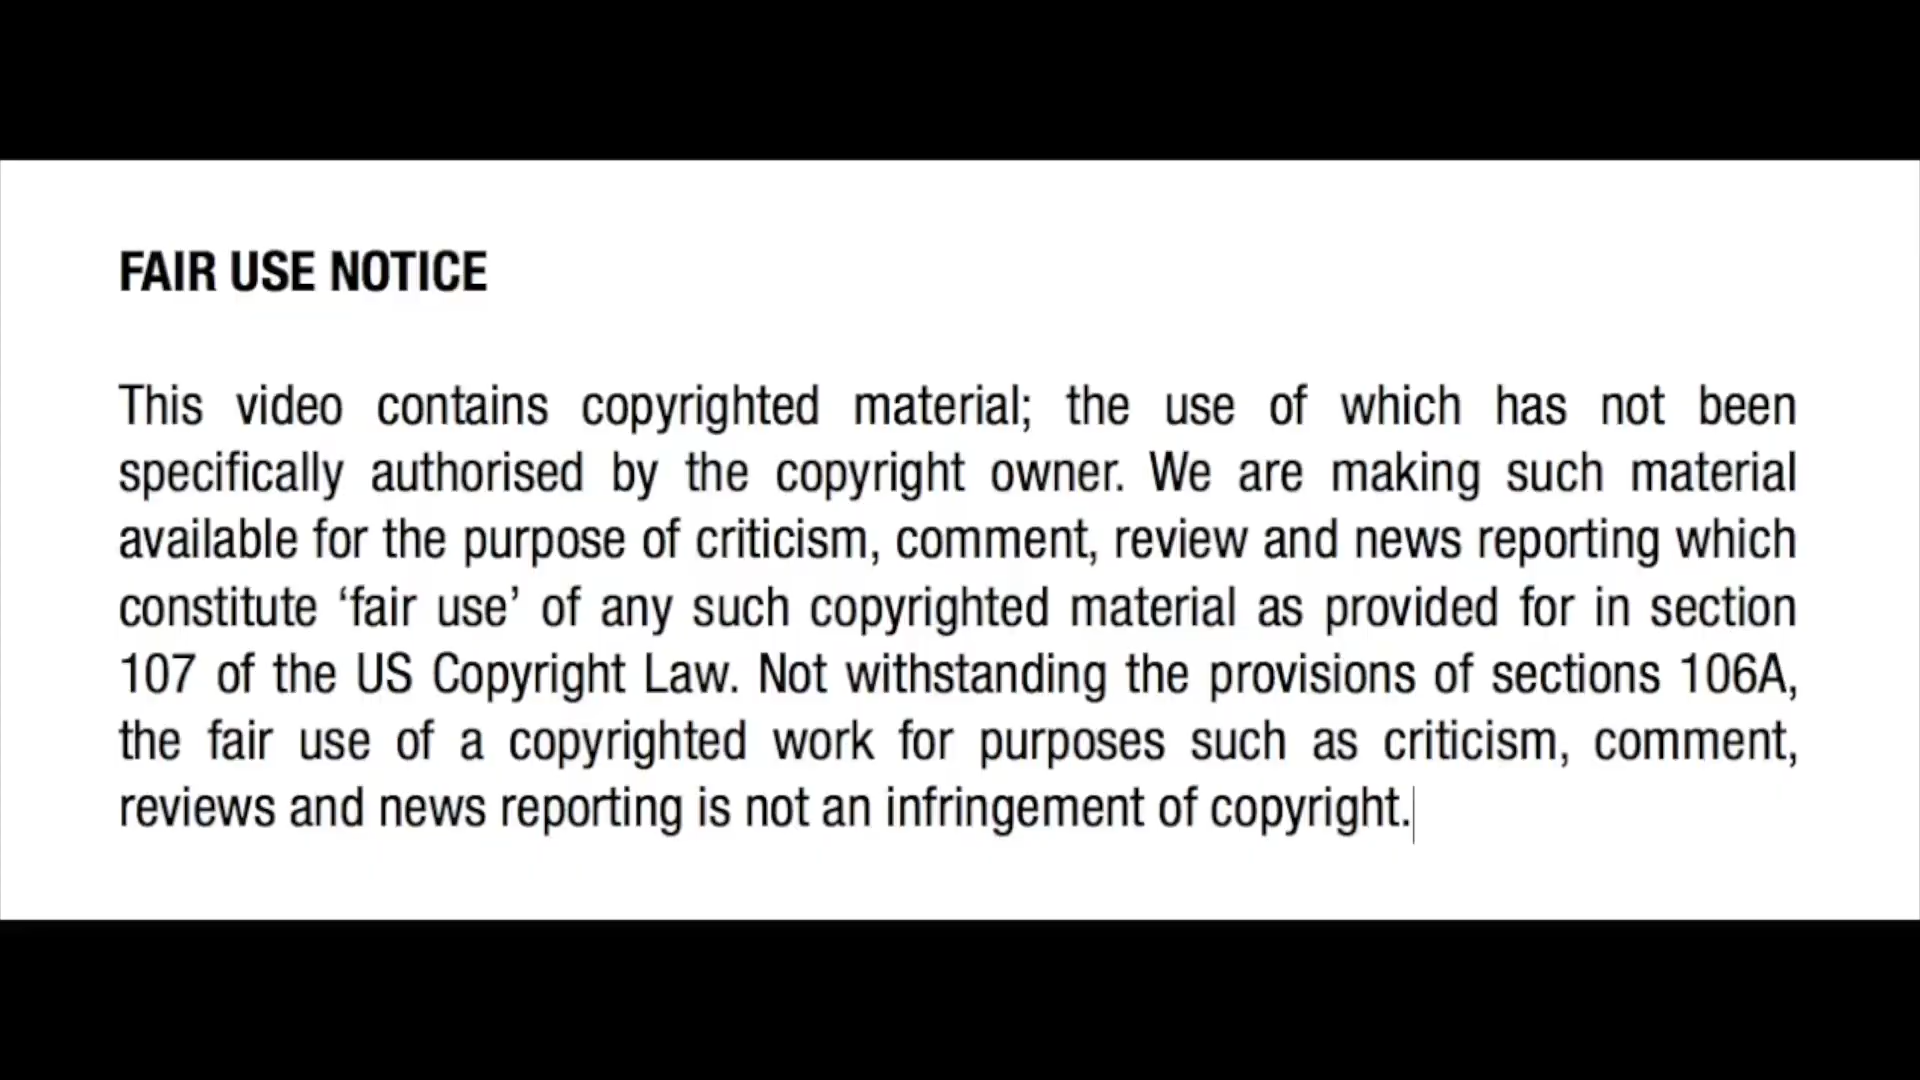 FAIR USE NOTICE
This video contains copyrighted material; the use of which has not been
specifically authorised by the copyright owner. We are making such material
available for the purpose of criticism, comment, review and news reporting which
constitute ‘fair use’ of any such copyrighted material as provided for in section
107 of the US Copyright Law. Not withstanding the provisions of sections 106A,
the fair use of a copyrighted work for purposes such as criticism, comment,
reviews and news reporting is not an infringement of copyright.